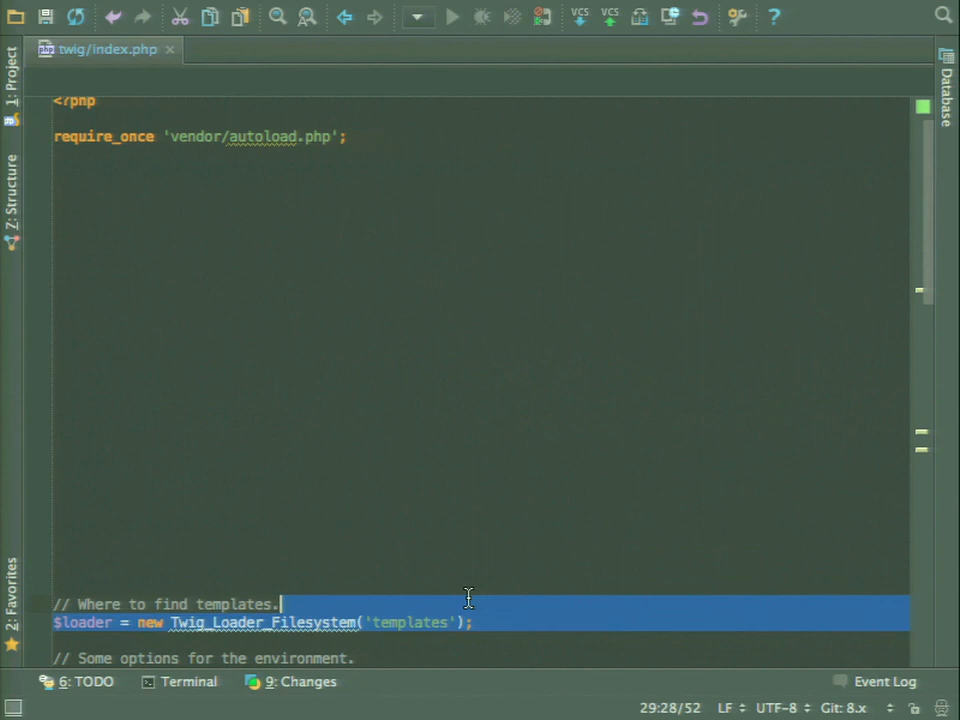 VCS VCS
twig/index.php
1: Project
Z: Structure
2: Favorites
Database
<?php
require_once 'vendor/autoload.php';
// Where to find templates.
$loader = new Twig_Loader_Filesystem('templates');
// Some options for the environment.
6: TODO Terminal 9: Changes Event Log
29:28/52 LF UTF-8 Git: 8.x